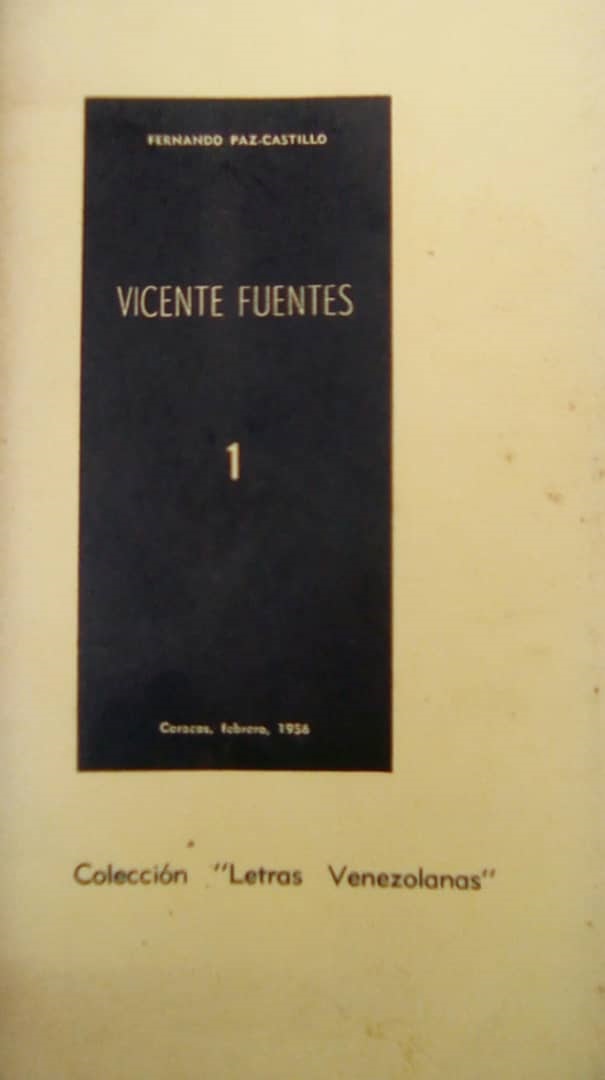 FERNANDO PAZ-CASTILLO
VICENTE FUENTES
1
Caracas, febrero, 1956
Colección "Letras Venezolanas"